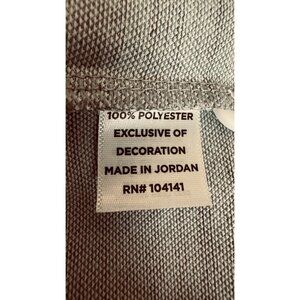 100% POLYESTER
EXCLUSIVE OF
DECORATION
MADE IN JORDAN
RN# 104141